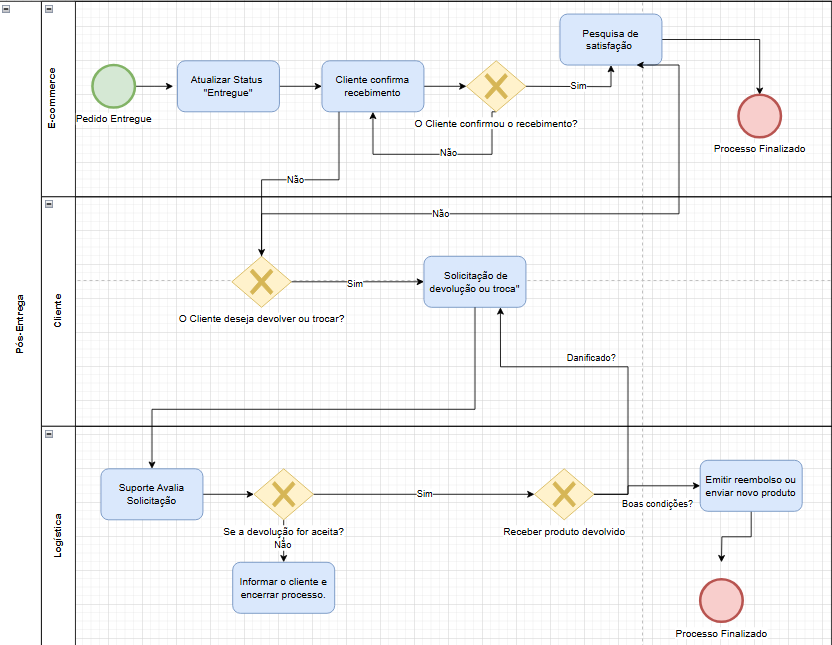 Pós-Entrega
E-commerce
Pedido Entregue
Atualizar Status
"Entregue"
Cliente confirma
recebimento
O Cliente confirmou o recebimento?
Sim
Não
Pesquisa de
satisfação
Processo Finalizado
Não
Cliente
Não
O Cliente deseja devolver ou trocar?
Sim
Solicitação de
devolução ou troca"
Danificado?
Logística
Suporte Avalia
Solicitação
Se a devolução for aceita?
Não
Sim
Informar o cliente e
encerrar processo.
Receber produto devolvido
Boas condições?
Emitir reembolso ou
enviar novo produto
Processo Finalizado